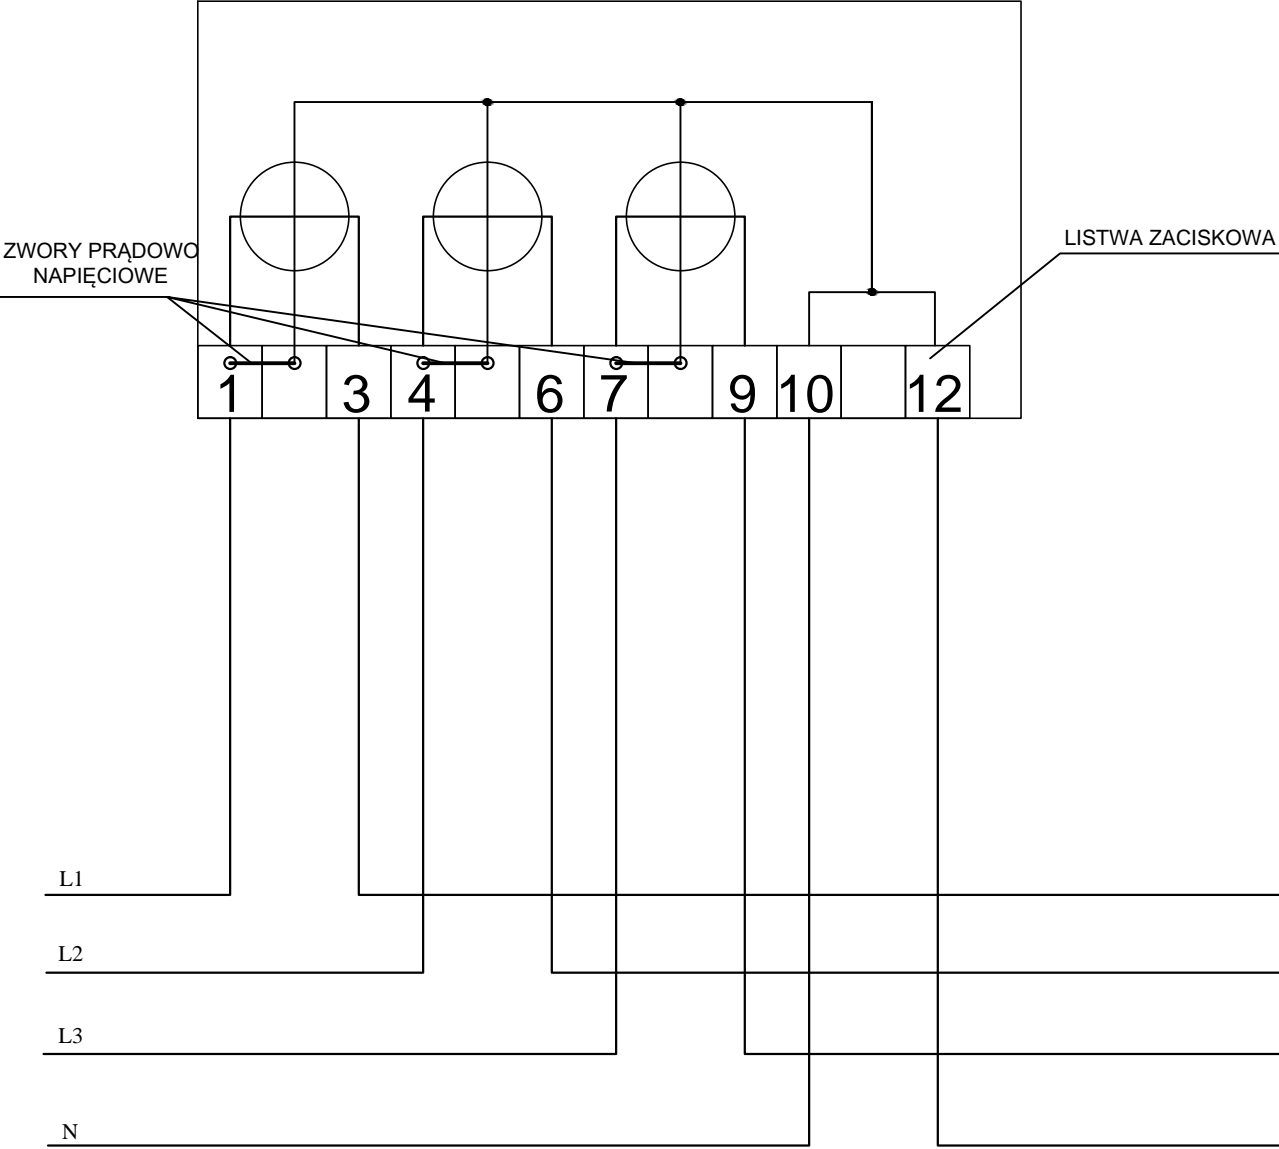 LISTWA ZACISKOWA
ZWORY PRĄDOWO
NAPIĘCIOWE
1 3 4 6 7 9 10 12
L1
L2
L3
N